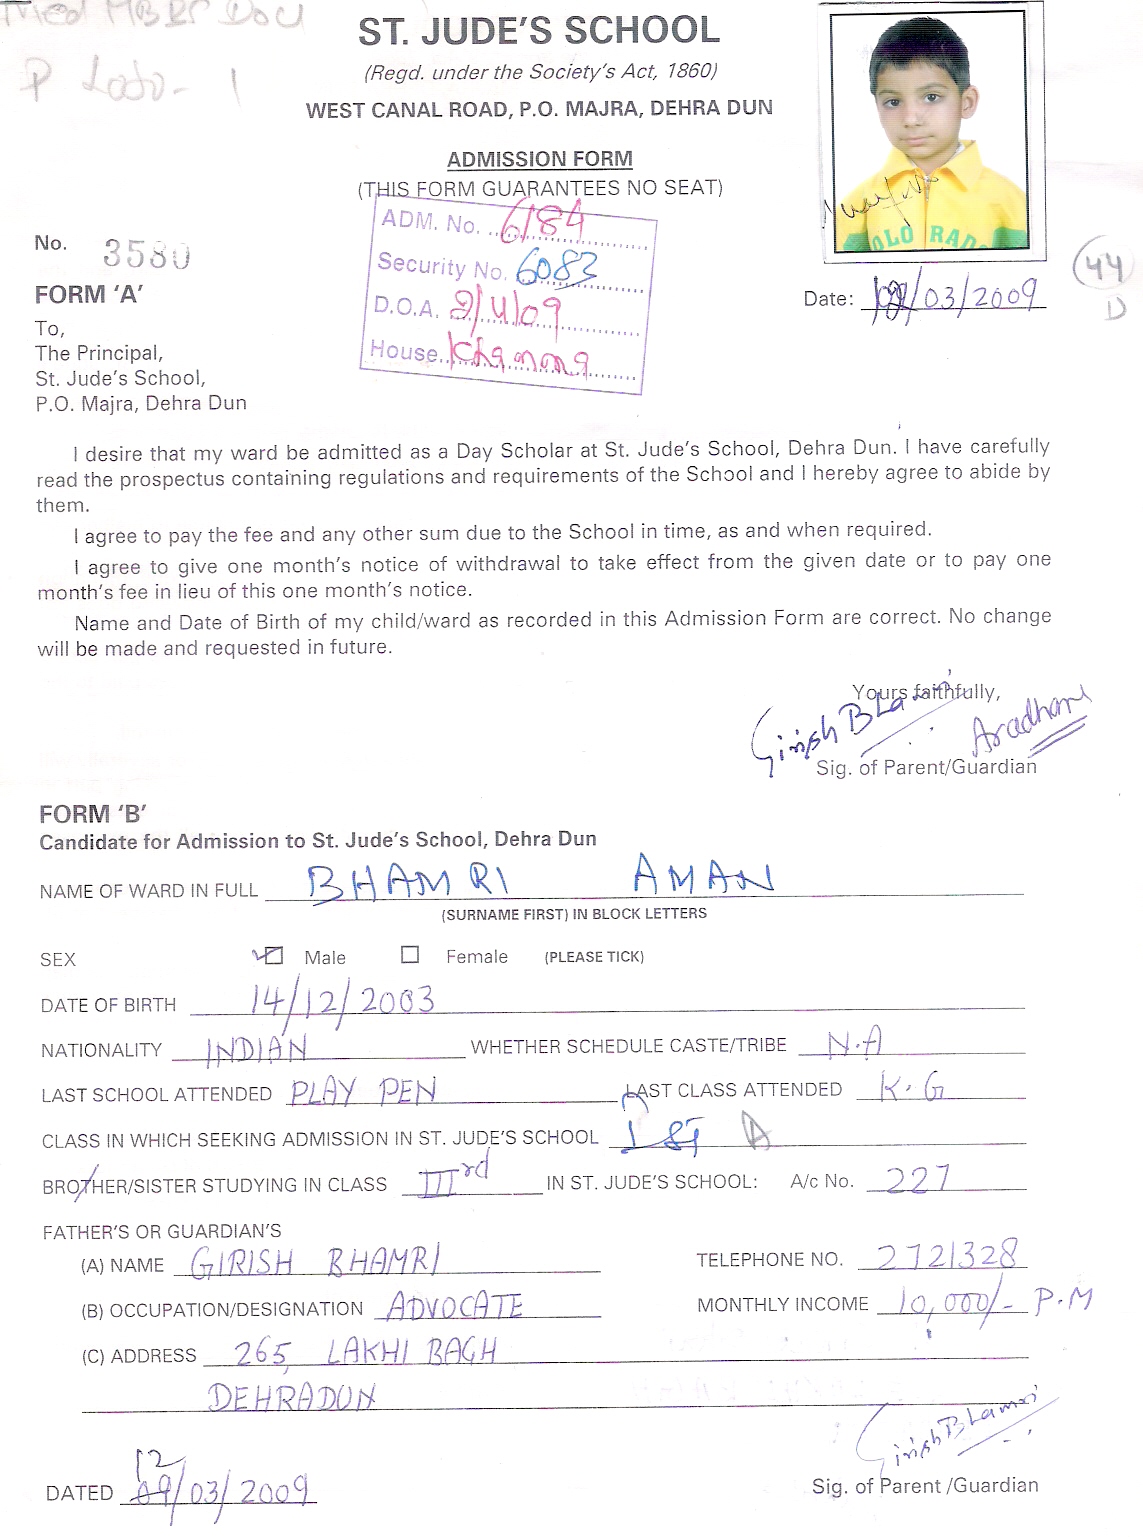 ST. JUDE'S SCHOOL
(Regd. under the Society's Act, 1860)
WEST CANAL ROAD, P.O. MAJRA, DEHRA DUN
ADMISSION FORM
(THIS FORM GUARANTEES NO SEAT)
ADM. No. 6184
Security No. 6083
D.O.A. 2/4/09
House
No. 3580
OLO RAD
44
D
Date: /03/2009
FORM 'A'
To,
The Principal,
St. Jude's School,
P.O. Majra, Dehra Dun
I desire that my ward be admitted as a Day Scholar at St. Jude's School, Dehra Dun. I have carefully
read the prospectus containing regulations and requirements of the School and I hereby agree to abide by
them.
I agree to pay the fee and any other sum due to the School in time, as and when required.
I agree to give one month's notice of withdrawal to take effect from the given date or to pay one
month's fee in lieu of this one month's notice.
Name and Date of Birth of my child/ward as recorded in this Admission Form are correct. No change
will be made and requested in future.
Yours faithfully,
Girish Bhamri
Sig. of Parent/Guardian
FORM 'B'
Candidate for Admission to St. Jude's School, Dehra Dun
NAME OF WARD IN FULL BHAMRI AMAN
(SURNAME FIRST) IN BLOCK LETTERS
SEX Male Female (PLEASE TICK)
DATE OF BIRTH 14/12/2003
NATIONALITY INDIAN WHETHER SCHEDULE CASTE/TRIBE N.A
LAST SCHOOL ATTENDED PLAY PEN LAST CLASS ATTENDED K.G
CLASS IN WHICH SEEKING ADMISSION IN ST. JUDE'S SCHOOL Ist A
BROTHER/SISTER STUDYING IN CLASS IIIrd IN ST. JUDE'S SCHOOL: A/c No. 227
FATHER'S OR GUARDIAN'S
(A) NAME GIRISH BHAMRI TELEPHONE NO. 2721328
(B) OCCUPATION/DESIGNATION ADVOCATE MONTHLY INCOME 10,000/- P.M
(C) ADDRESS 265, LAKHI BAGH
DEHRADUN
Girish Bhamri
Sig. of Parent /Guardian
12
DATED 09/03/2009